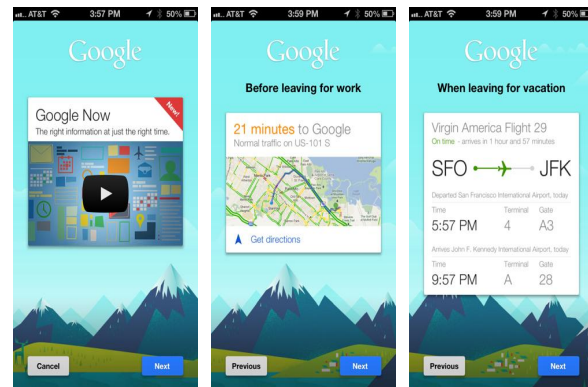 AT&T 3:57 PM 50%
Google
Google Now
The right information at just the right time.
New!
Cancel
Next
AT&T 3:59 PM 50%
Google
Before leaving for work
21 minutes to Google
Normal traffic on US-101 S
Get directions
Previous
Next
AT&T 3:59 PM 50%
Google
When leaving for vacation
Virgin America Flight 29
On time - arrives in 1 hour and 57 minutes
SFO JFK
Departed San Francisco International Airport, today
Time Terminal Gate
5:57 PM 4 A3
Arrives John F. Kennedy International Airport, today
Time Terminal Gate
9:57 PM A 28
Previous
Next